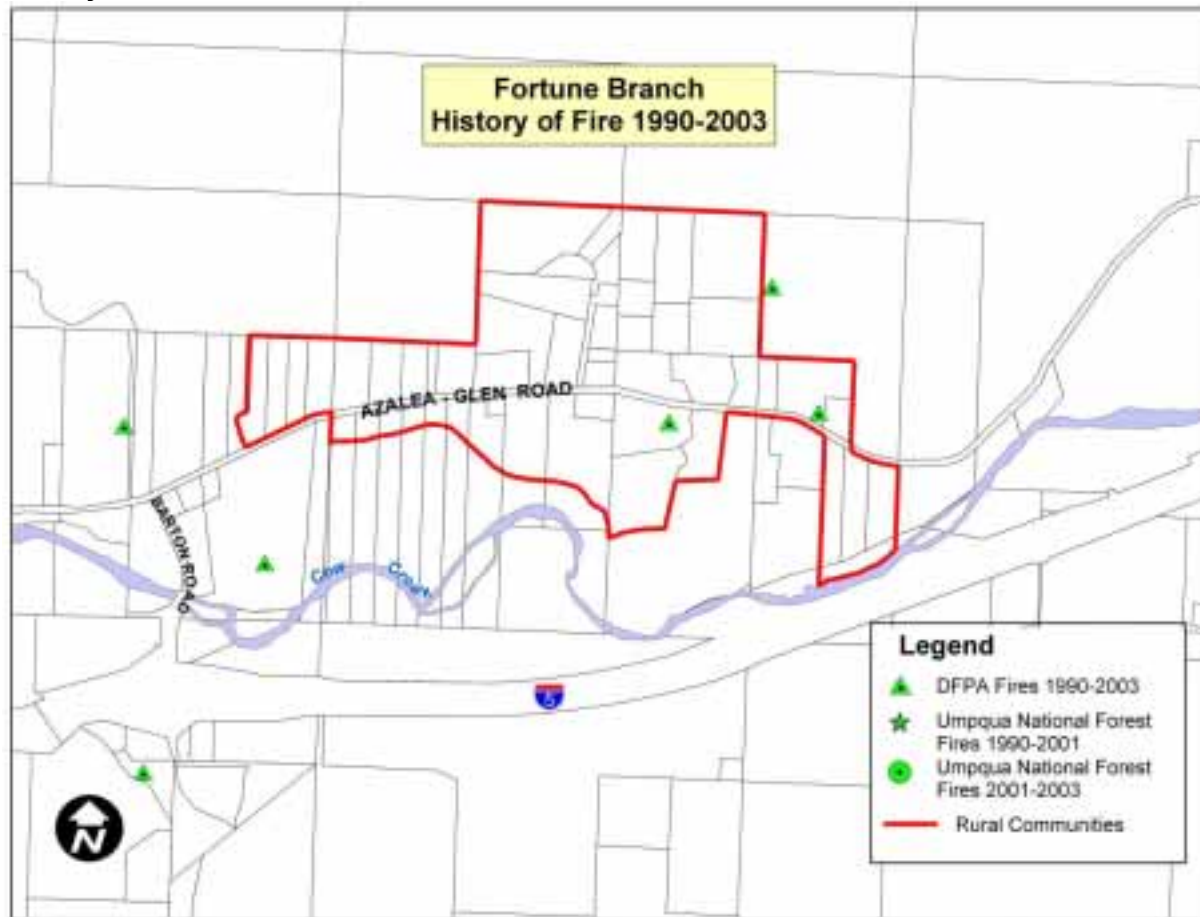 Fortune Branch
History of Fire 1990-2003
AZALEA - GLEN ROAD
BARTON ROAD
Cow Creek
5
Legend
DFPA Fires 1990-2003
Umpqua National Forest
Fires 1990-2001
Umpqua National Forest
Fires 2001-2003
Rural Communities
N